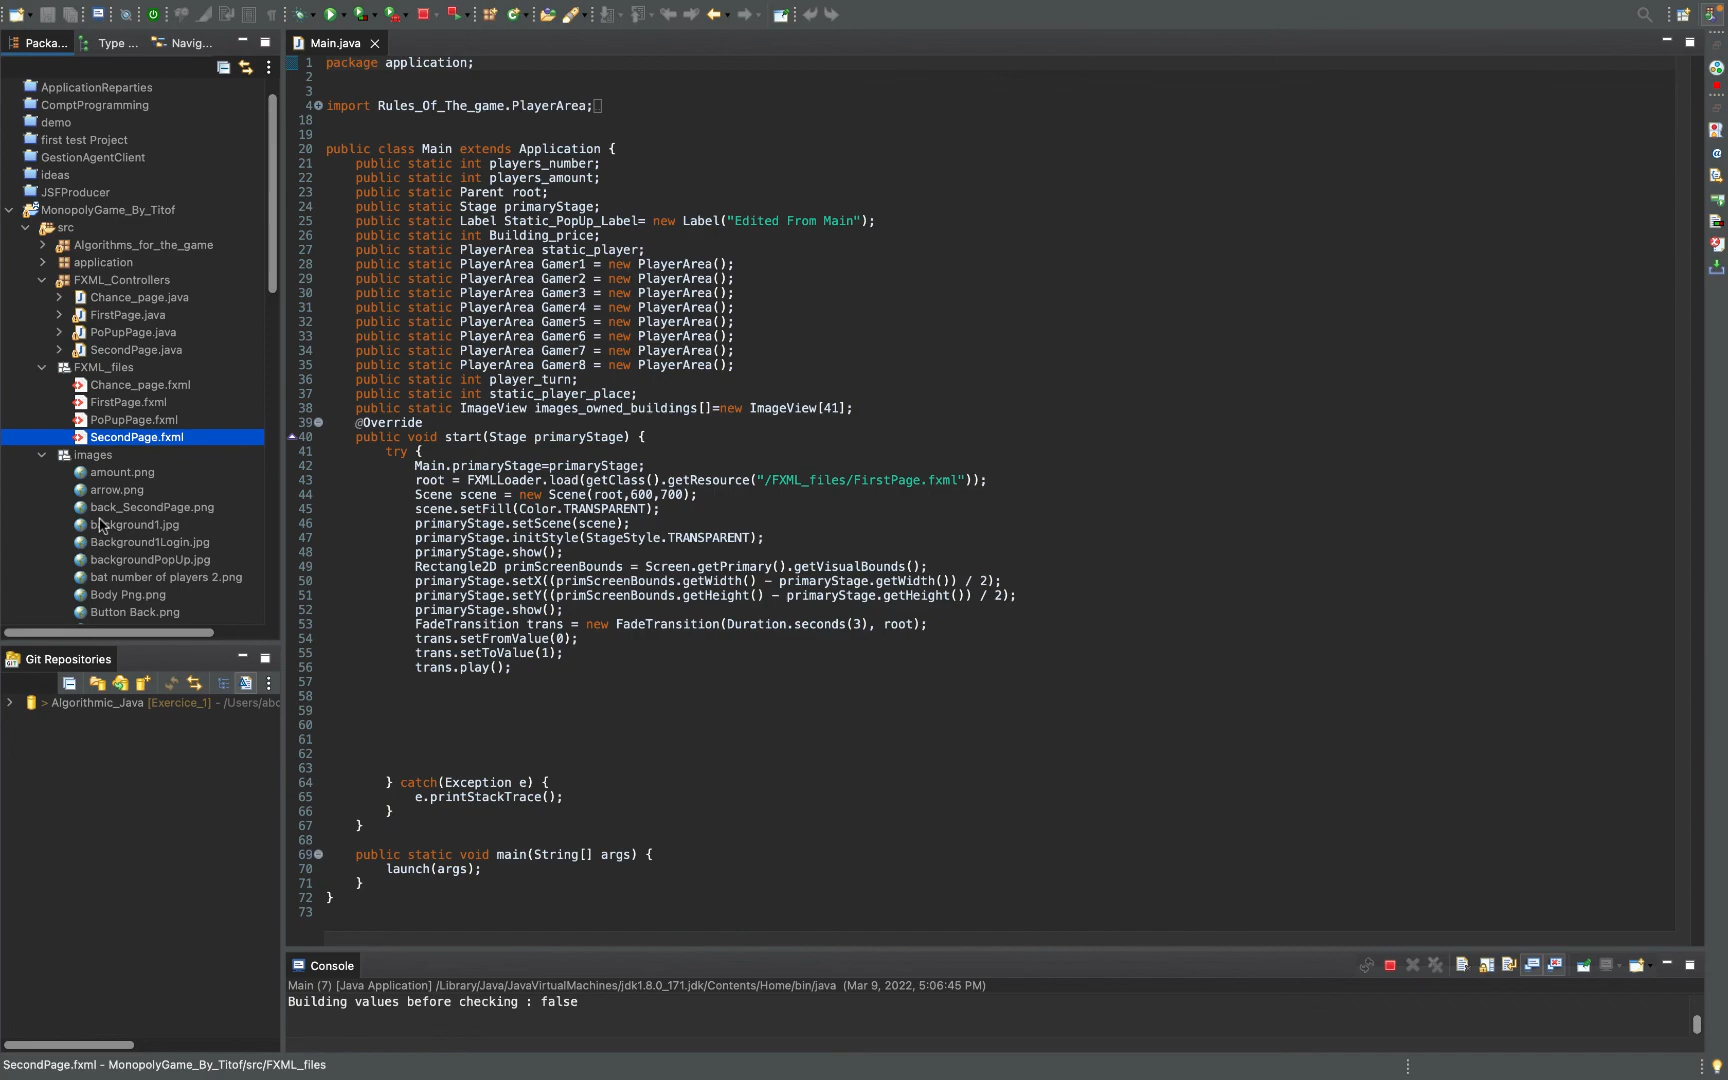 Packa...
Type ...
Navig...
ApplicationReparties
ComptProgramming
demo
first test Project
GestionAgentClient
ideas
JSFProducer
MonopolyGame_By_Titof
src
Algorithms_for_the_game
application
FXML_Controllers
Chance_page.java
FirstPage.java
PoPupPage.java
SecondPage.java
FXML_files
Chance_page.fxml
FirstPage.fxml
PoPupPage.fxml
SecondPage.fxml
images
amount.png
arrow.png
back_SecondPage.png
background1.jpg
Background1Login.jpg
backgroundPopUp.jpg
bat number of players 2.png
Body Png.png
Button Back.png
Git Repositories
> Algorithmic_Java [Exercice_1] - /Users/abc
Main.java
1 package application;
2
3
4 import Rules_Of_The_game.PlayerArea;
18
19
20 public class Main extends Application {
21 public static int players_number;
22 public static int players_amount;
23 public static Parent root;
24 public static Stage primaryStage;
25 public static Label Static_PopUp_Label= new Label("Edited From Main");
26 public static int Building_price;
27 public static PlayerArea static_player;
28 public static PlayerArea Gamer1 = new PlayerArea();
29 public static PlayerArea Gamer2 = new PlayerArea();
30 public static PlayerArea Gamer3 = new PlayerArea();
31 public static PlayerArea Gamer4 = new PlayerArea();
32 public static PlayerArea Gamer5 = new PlayerArea();
33 public static PlayerArea Gamer6 = new PlayerArea();
34 public static PlayerArea Gamer7 = new PlayerArea();
35 public static PlayerArea Gamer8 = new PlayerArea();
36 public static int player_turn;
37 public static int static_player_place;
38 public static ImageView images_owned_buildings[]=new ImageView[41];
39 @Override
40 public void start(Stage primaryStage) {
41 try {
42 Main.primaryStage=primaryStage;
43 root = FXMLLoader.load(getClass().getResource("/FXML_files/FirstPage.fxml"));
44 Scene scene = new Scene(root,600,700);
45 scene.setFill(Color.TRANSPARENT);
46 primaryStage.setScene(scene);
47 primaryStage.initStyle(StageStyle.TRANSPARENT);
48 primaryStage.show();
49 Rectangle2D primScreenBounds = Screen.getPrimary().getVisualBounds();
50 primaryStage.setX((primScreenBounds.getWidth() - primaryStage.getWidth()) / 2);
51 primaryStage.setY((primScreenBounds.getHeight() - primaryStage.getHeight()) / 2);
52 primaryStage.show();
53 FadeTransition trans = new FadeTransition(Duration.seconds(3), root);
54 trans.setFromValue(0);
55 trans.setToValue(1);
56 trans.play();
57
58
59
60
61
62
63
64 } catch(Exception e) {
65 e.printStackTrace();
66 }
67 }
68
69 public static void main(String[] args) {
70 launch(args);
71 }
72 }
73
Console
Main (7) [Java Application] /Library/Java/JavaVirtualMachines/jdk1.8.0_171.jdk/Contents/Home/bin/java (Mar 9, 2022, 5:06:45 PM)
Building values before checking : false
SecondPage.fxml - MonopolyGame_By_Titof/src/FXML_files